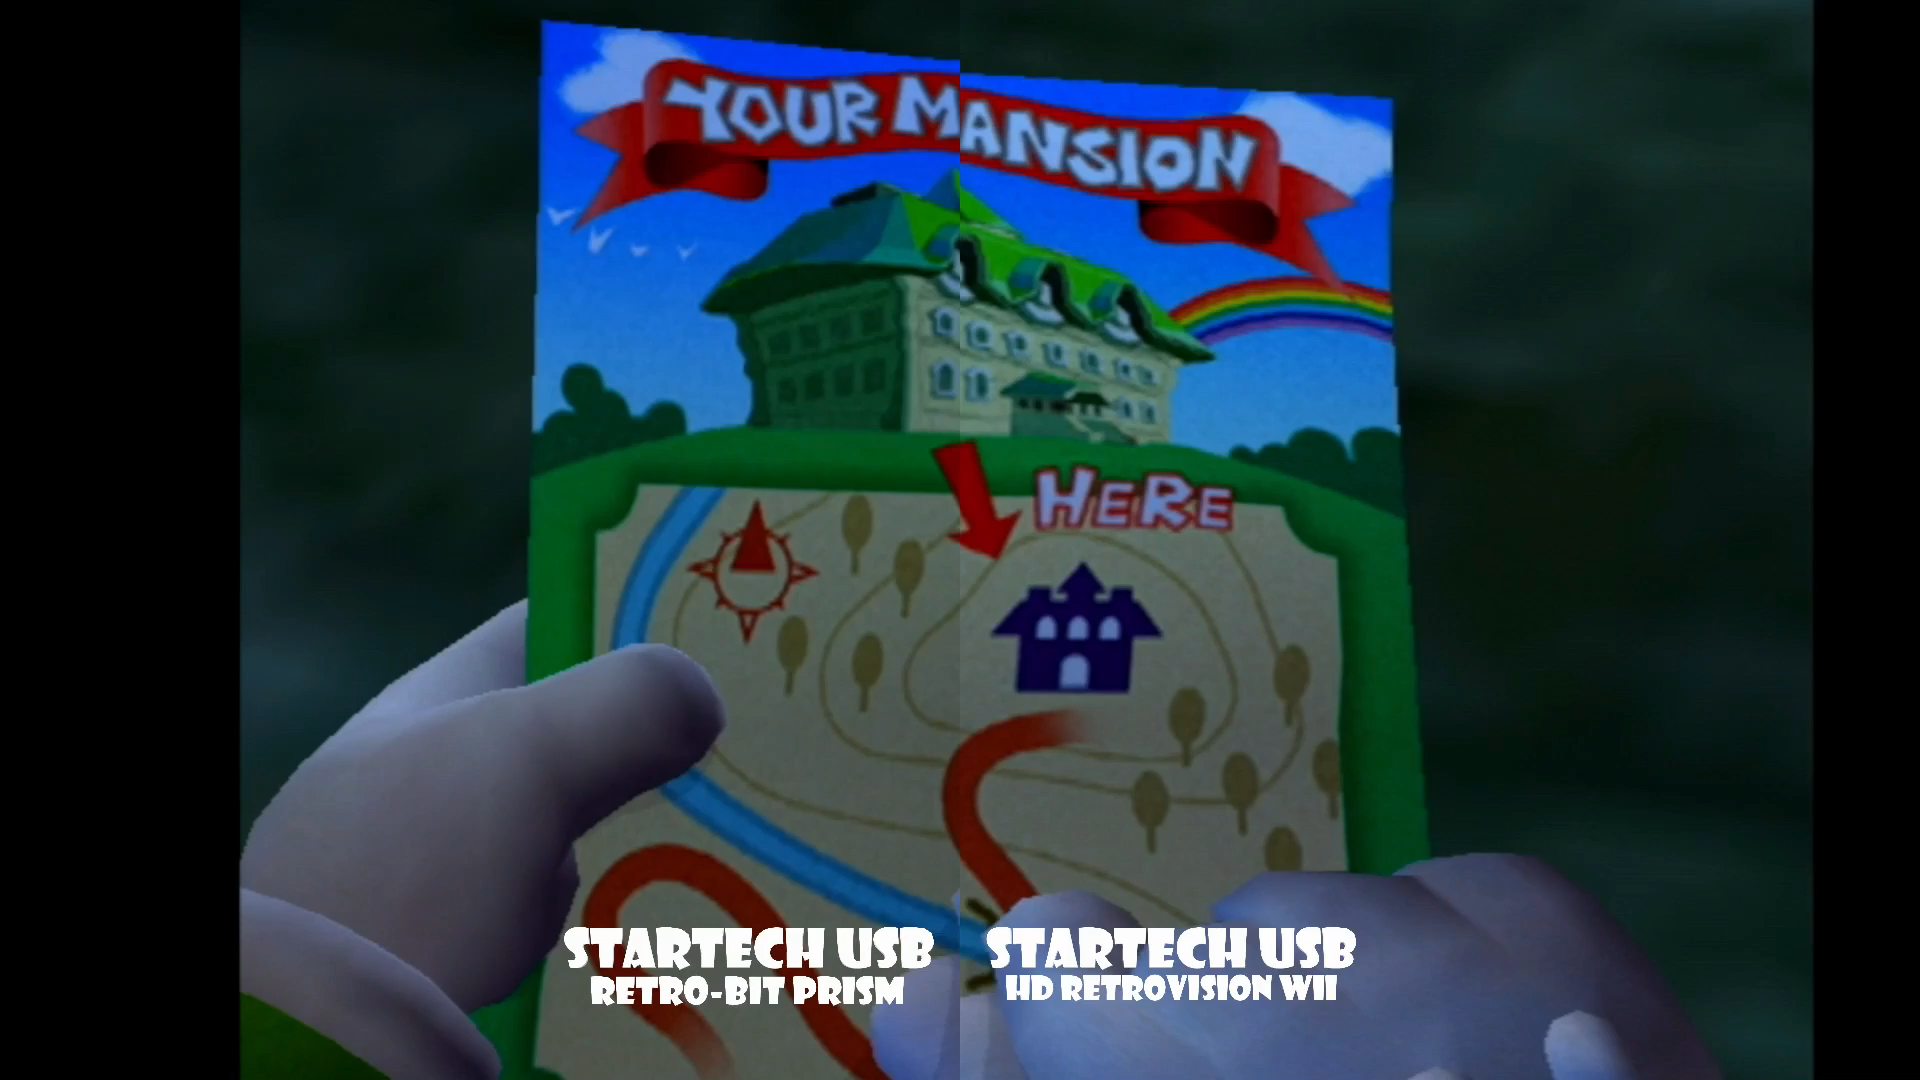 YOUR MANSION
HERE
STARTECH USB
RETRO-BIT PRISM
STARTECH USB
HD RETROVISION WII